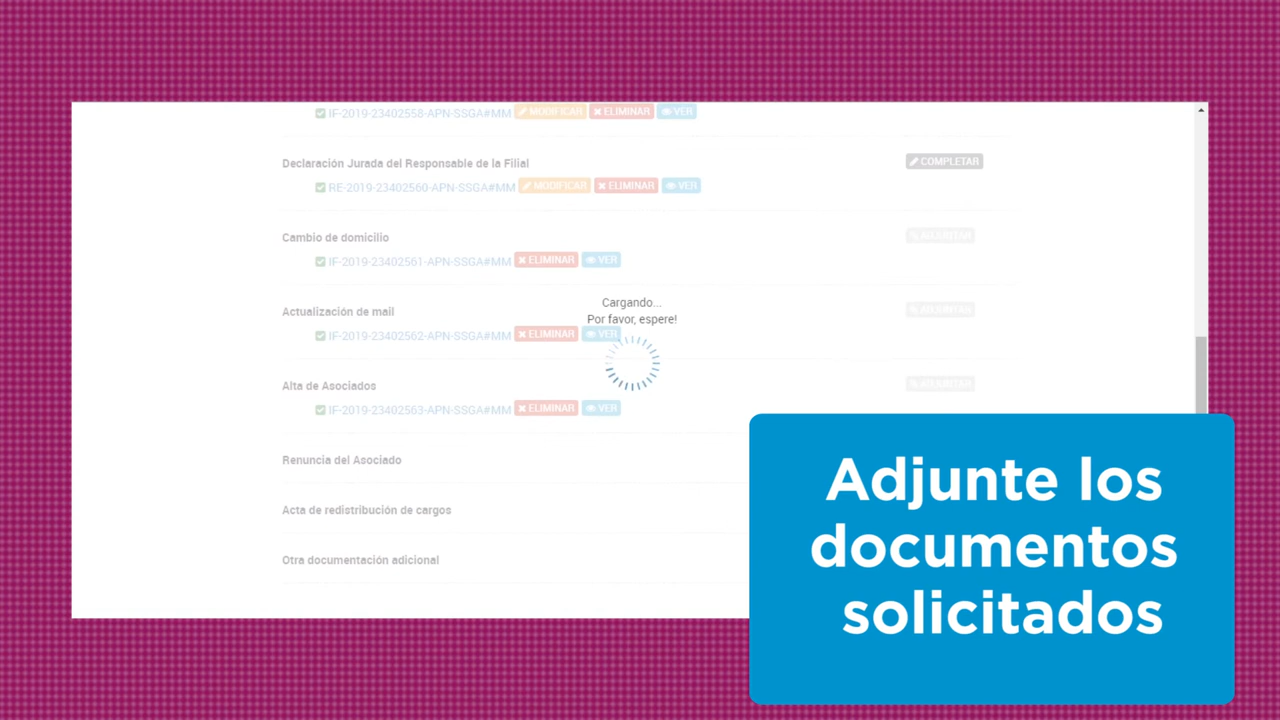 IF-2019-23402558-APN-SSGA#MM MODIFICAR ELIMINAR VER
Declaración Jurada del Responsable de la Filial COMPLETAR
RE-2019-23402560-APN-SSGA#MM MODIFICAR ELIMINAR VER
Cambio de domicilio ADJUNTAR
IF-2019-23402561-APN-SSGA#MM ELIMINAR VER
Cargando...
Por favor, espere!
Actualización de mail ADJUNTAR
IF-2019-23402562-APN-SSGA#MM ELIMINAR VER
Alta de Asociados ADJUNTAR
IF-2019-23402563-APN-SSGA#MM ELIMINAR VER
Renuncia del Asociado
Acta de redistribución de cargos
Otra documentación adicional
Adjunte los
documentos
solicitados